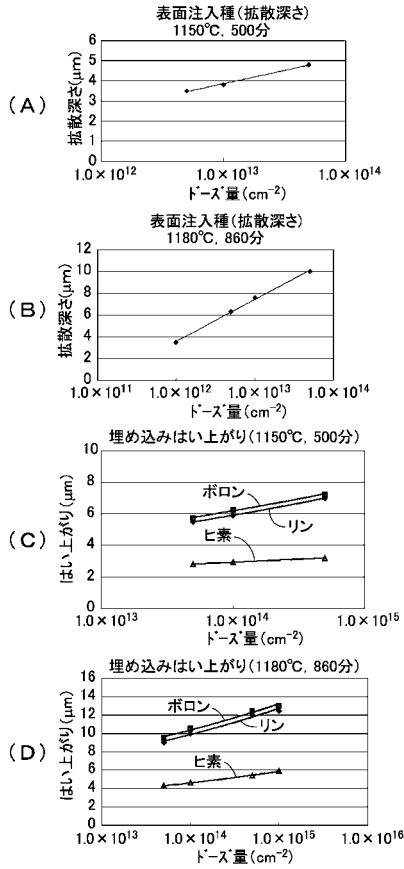 表面注入種(拡散深さ)
1150℃, 500分
(A)
拡散深さ(μm)
6
5
4
3
2
1
0
1.0×10¹² 1.0×10¹³ 1.0×10¹⁴
ドーズ量(cm⁻²)
表面注入種(拡散深さ)
1180℃, 860分
(B)
拡散深さ(μm)
12
10
8
6
4
2
0
1.0×10¹¹ 1.0×10¹² 1.0×10¹³ 1.0×10¹⁴
ドーズ量(cm⁻²)
埋め込みはい上がり(1150℃, 500分)
(C)
はい上がり(μm)
10
8
6
4
2
0
ボロン
リン
ヒ素
1.0×10¹³ 1.0×10¹⁴ 1.0×10¹⁵
ドーズ量(cm⁻²)
埋め込みはい上がり(1180℃, 860分)
(D)
はい上がり(μm)
16
14
12
10
8
6
4
2
0
ボロン
リン
ヒ素
1.0×10¹³ 1.0×10¹⁴ 1.0×10¹⁵ 1.0×10¹⁶
ドーズ量(cm⁻²)